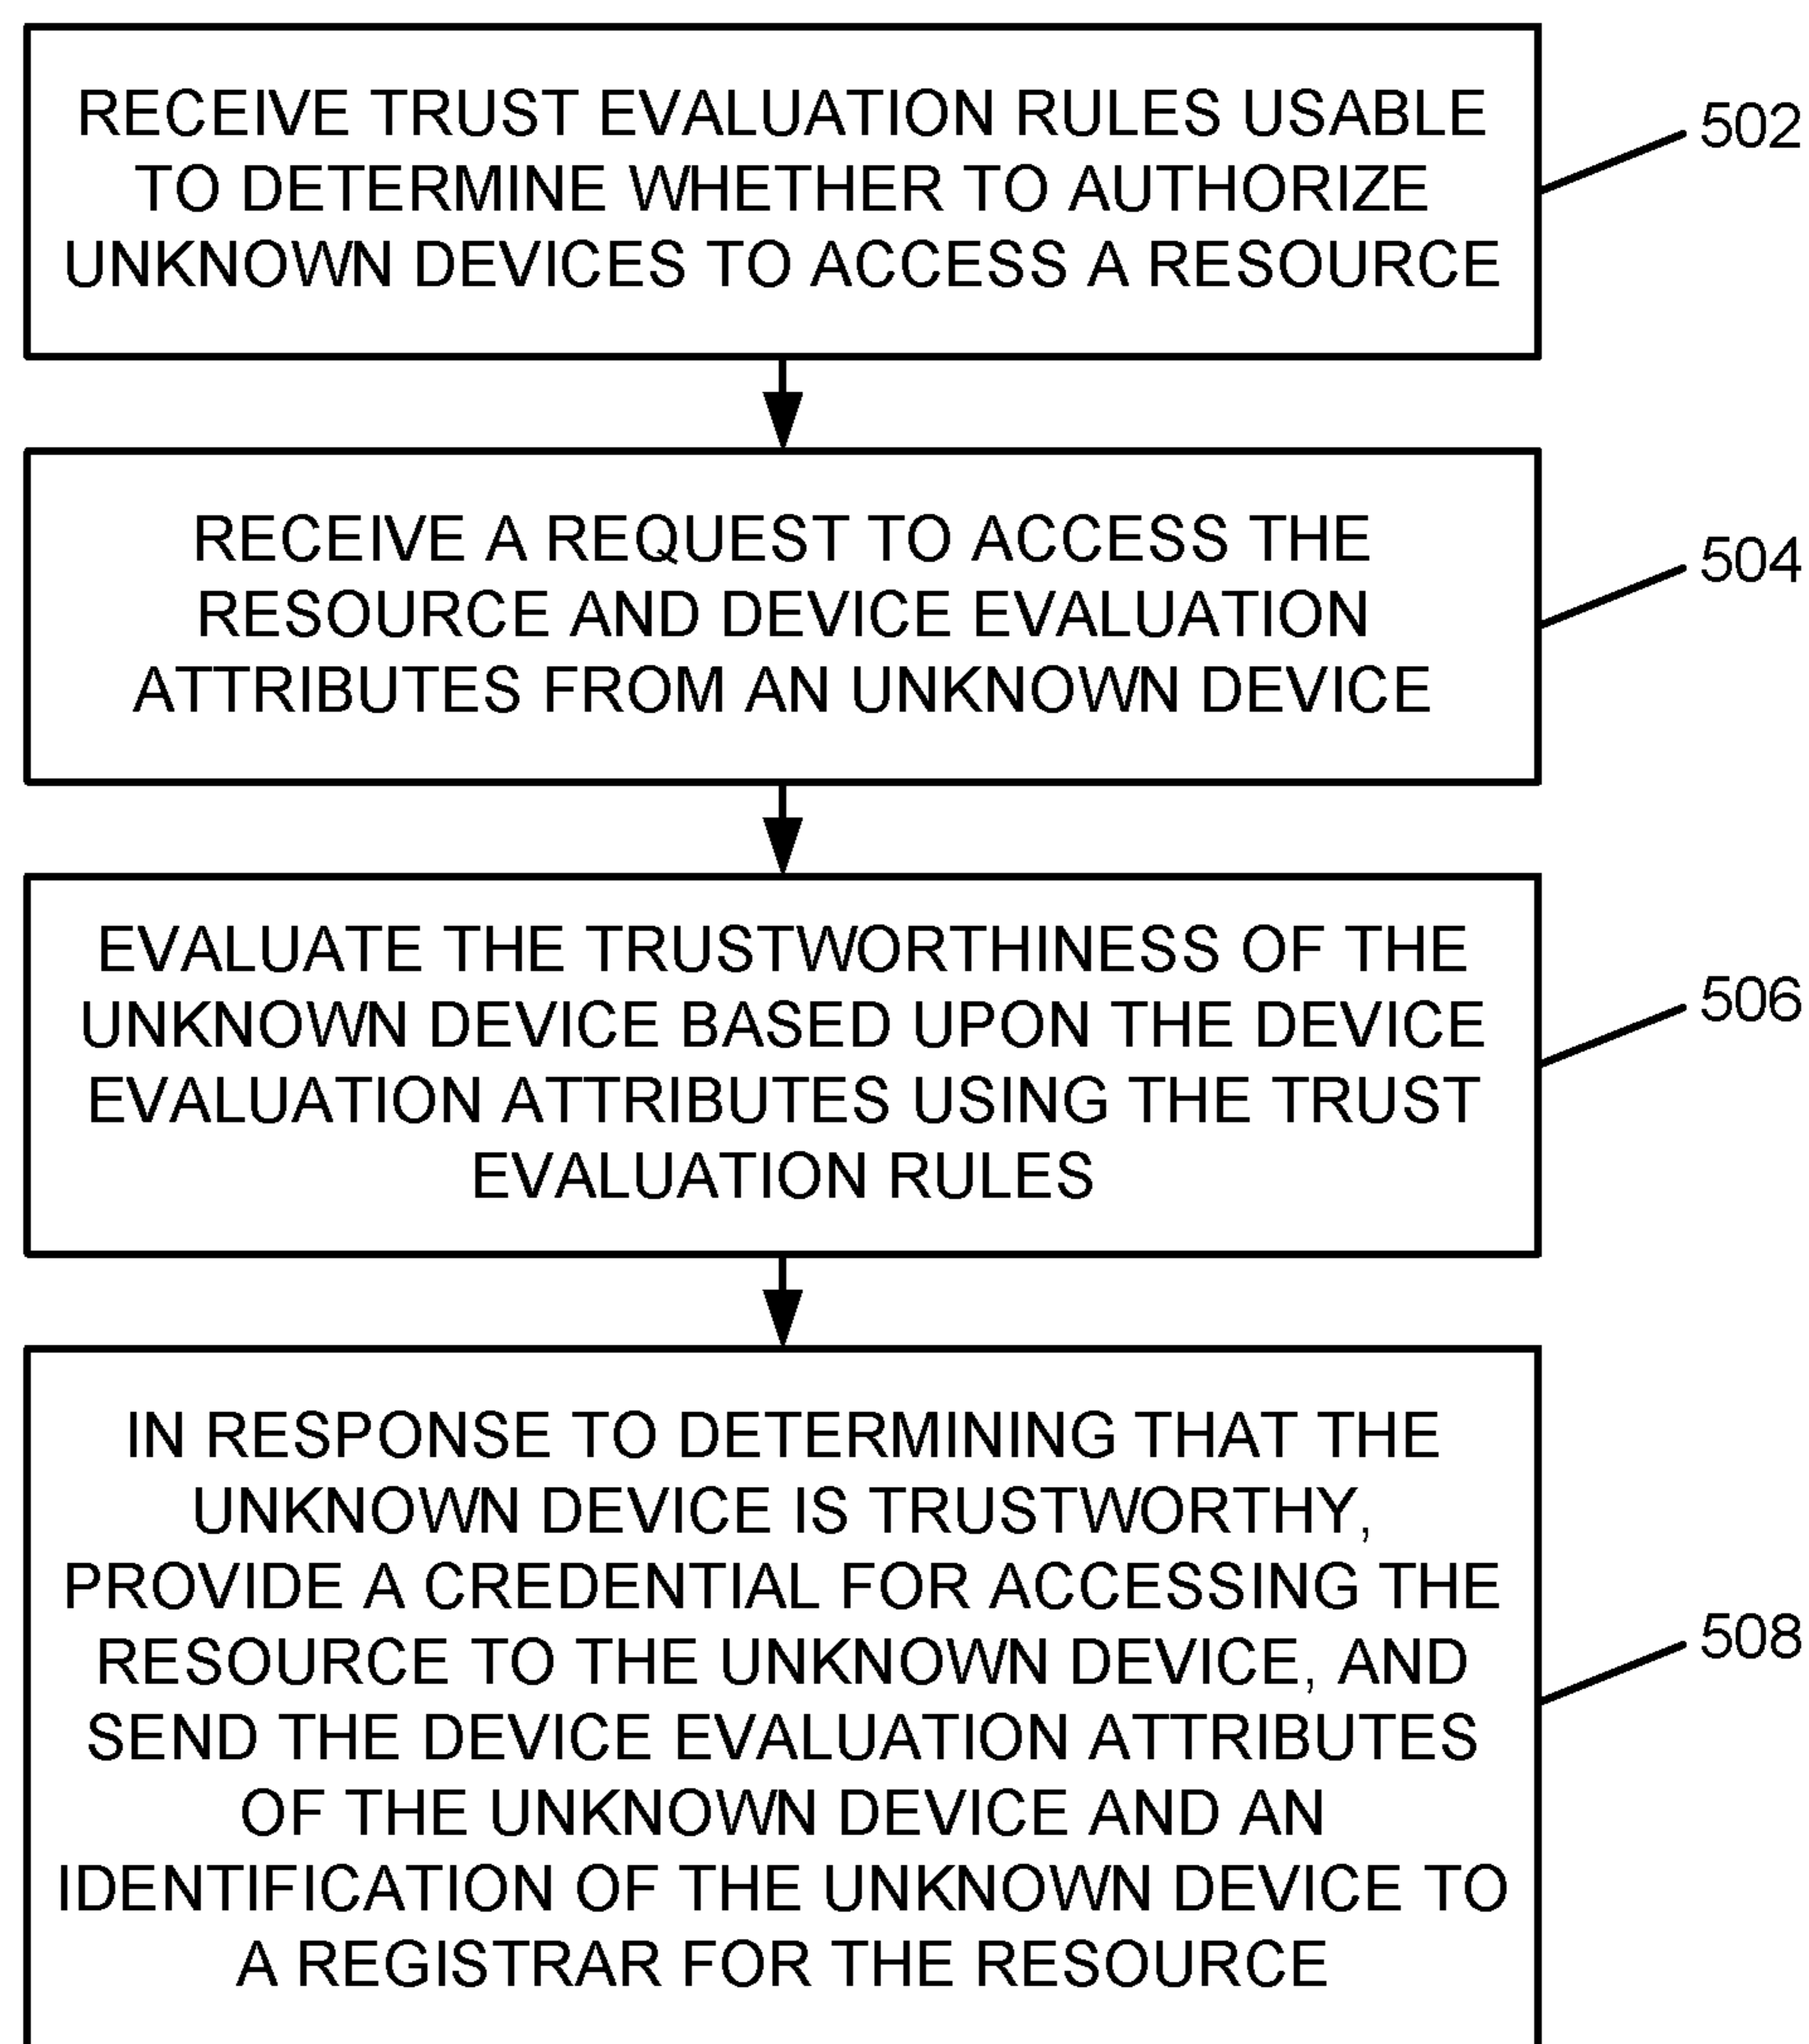 RECEIVE TRUST EVALUATION RULES USABLE
TO DETERMINE WHETHER TO AUTHORIZE
UNKNOWN DEVICES TO ACCESS A RESOURCE
502
RECEIVE A REQUEST TO ACCESS THE
RESOURCE AND DEVICE EVALUATION
ATTRIBUTES FROM AN UNKNOWN DEVICE
504
EVALUATE THE TRUSTWORTHINESS OF THE
UNKNOWN DEVICE BASED UPON THE DEVICE
EVALUATION ATTRIBUTES USING THE TRUST
EVALUATION RULES
506
IN RESPONSE TO DETERMINING THAT THE
UNKNOWN DEVICE IS TRUSTWORTHY,
PROVIDE A CREDENTIAL FOR ACCESSING THE
RESOURCE TO THE UNKNOWN DEVICE, AND
SEND THE DEVICE EVALUATION ATTRIBUTES
OF THE UNKNOWN DEVICE AND AN
IDENTIFICATION OF THE UNKNOWN DEVICE TO
A REGISTRAR FOR THE RESOURCE
508